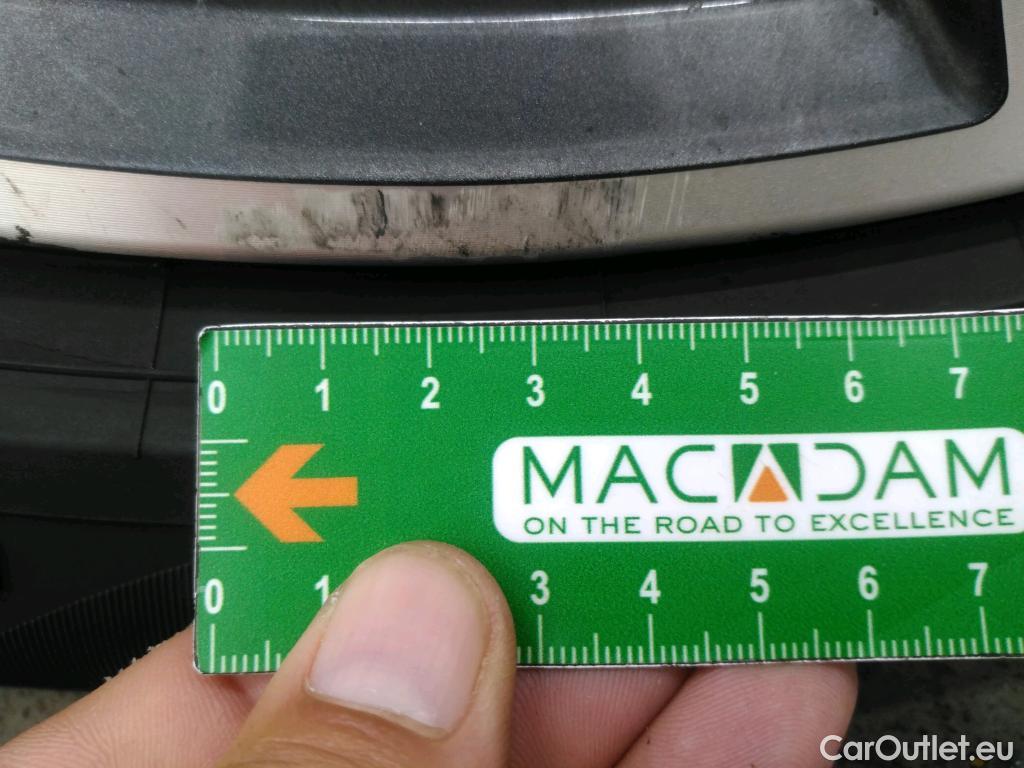 0 1 2 3 4 5 6 7
MACADAM
ON THE ROAD TO EXCELLENCE
0 1 3 4 5 6 7
CarOutlet.eu